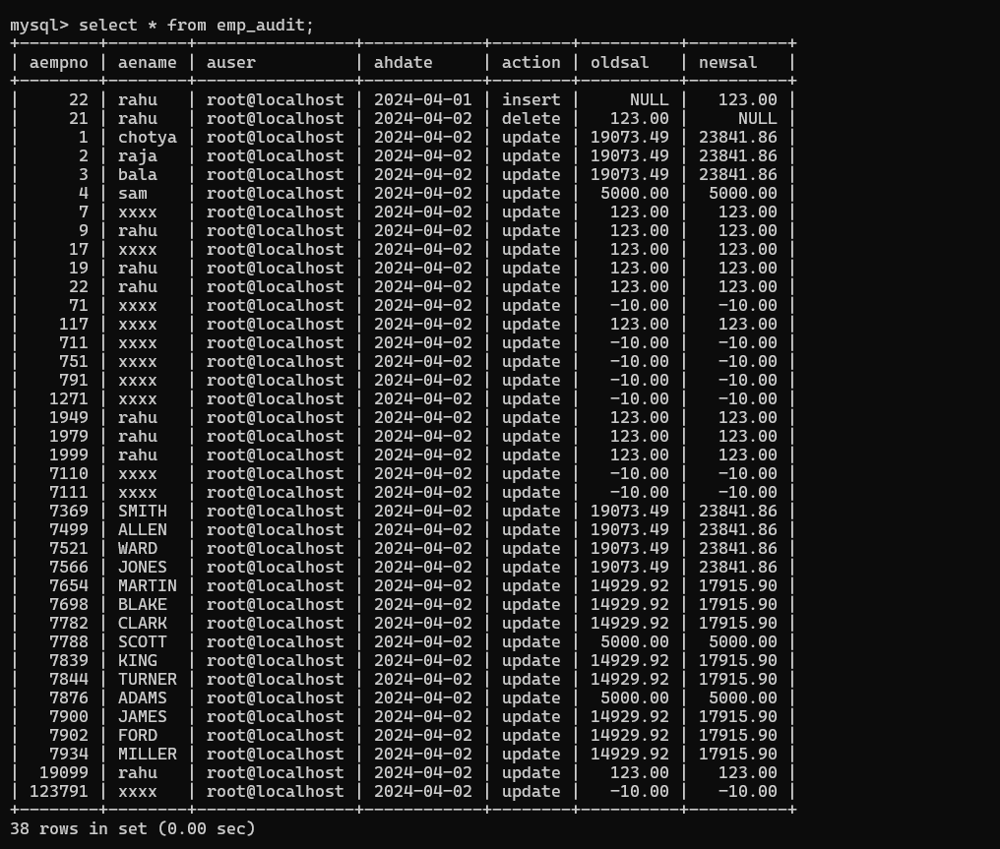 mysql> select * from emp_audit;
+--------+--------+----------------+------------+--------+----------+----------+
| aempno | aename | auser          | ahdate     | action | oldsal   | newsal   |
+--------+--------+----------------+------------+--------+----------+----------+
|     22 | rahu   | root@localhost | 2024-04-01 | insert |     NULL |   123.00 |
|     21 | rahu   | root@localhost | 2024-04-02 | delete |   123.00 |     NULL |
|      1 | chotya | root@localhost | 2024-04-02 | update | 19073.49 | 23841.86 |
|      2 | raja   | root@localhost | 2024-04-02 | update | 19073.49 | 23841.86 |
|      3 | bala   | root@localhost | 2024-04-02 | update | 19073.49 | 23841.86 |
|      4 | sam    | root@localhost | 2024-04-02 | update |  5000.00 |  5000.00 |
|      7 | xxxx   | root@localhost | 2024-04-02 | update |   123.00 |   123.00 |
|      9 | rahu   | root@localhost | 2024-04-02 | update |   123.00 |   123.00 |
|     17 | xxxx   | root@localhost | 2024-04-02 | update |   123.00 |   123.00 |
|     19 | rahu   | root@localhost | 2024-04-02 | update |   123.00 |   123.00 |
|     22 | rahu   | root@localhost | 2024-04-02 | update |   123.00 |   123.00 |
|     71 | xxxx   | root@localhost | 2024-04-02 | update |   -10.00 |   -10.00 |
|    117 | xxxx   | root@localhost | 2024-04-02 | update |   123.00 |   123.00 |
|    711 | xxxx   | root@localhost | 2024-04-02 | update |   -10.00 |   -10.00 |
|    751 | xxxx   | root@localhost | 2024-04-02 | update |   -10.00 |   -10.00 |
|    791 | xxxx   | root@localhost | 2024-04-02 | update |   -10.00 |   -10.00 |
|   1271 | xxxx   | root@localhost | 2024-04-02 | update |   -10.00 |   -10.00 |
|   1949 | rahu   | root@localhost | 2024-04-02 | update |   123.00 |   123.00 |
|   1979 | rahu   | root@localhost | 2024-04-02 | update |   123.00 |   123.00 |
|   1999 | rahu   | root@localhost | 2024-04-02 | update |   123.00 |   123.00 |
|   7110 | xxxx   | root@localhost | 2024-04-02 | update |   -10.00 |   -10.00 |
|   7111 | xxxx   | root@localhost | 2024-04-02 | update |   -10.00 |   -10.00 |
|   7369 | SMITH  | root@localhost | 2024-04-02 | update | 19073.49 | 23841.86 |
|   7499 | ALLEN  | root@localhost | 2024-04-02 | update | 19073.49 | 23841.86 |
|   7521 | WARD   | root@localhost | 2024-04-02 | update | 19073.49 | 23841.86 |
|   7566 | JONES  | root@localhost | 2024-04-02 | update | 19073.49 | 23841.86 |
|   7654 | MARTIN | root@localhost | 2024-04-02 | update | 14929.92 | 17915.90 |
|   7698 | BLAKE  | root@localhost | 2024-04-02 | update | 14929.92 | 17915.90 |
|   7782 | CLARK  | root@localhost | 2024-04-02 | update | 14929.92 | 17915.90 |
|   7788 | SCOTT  | root@localhost | 2024-04-02 | update |  5000.00 |  5000.00 |
|   7839 | KING   | root@localhost | 2024-04-02 | update | 14929.92 | 17915.90 |
|   7844 | TURNER | root@localhost | 2024-04-02 | update | 14929.92 | 17915.90 |
|   7876 | ADAMS  | root@localhost | 2024-04-02 | update |  5000.00 |  5000.00 |
|   7900 | JAMES  | root@localhost | 2024-04-02 | update | 14929.92 | 17915.90 |
|   7902 | FORD   | root@localhost | 2024-04-02 | update | 14929.92 | 17915.90 |
|   7934 | MILLER | root@localhost | 2024-04-02 | update | 14929.92 | 17915.90 |
|  19099 | rahu   | root@localhost | 2024-04-02 | update |   123.00 |   123.00 |
| 123791 | xxxx   | root@localhost | 2024-04-02 | update |   -10.00 |   -10.00 |
+--------+--------+----------------+------------+--------+----------+----------+
38 rows in set (0.00 sec)